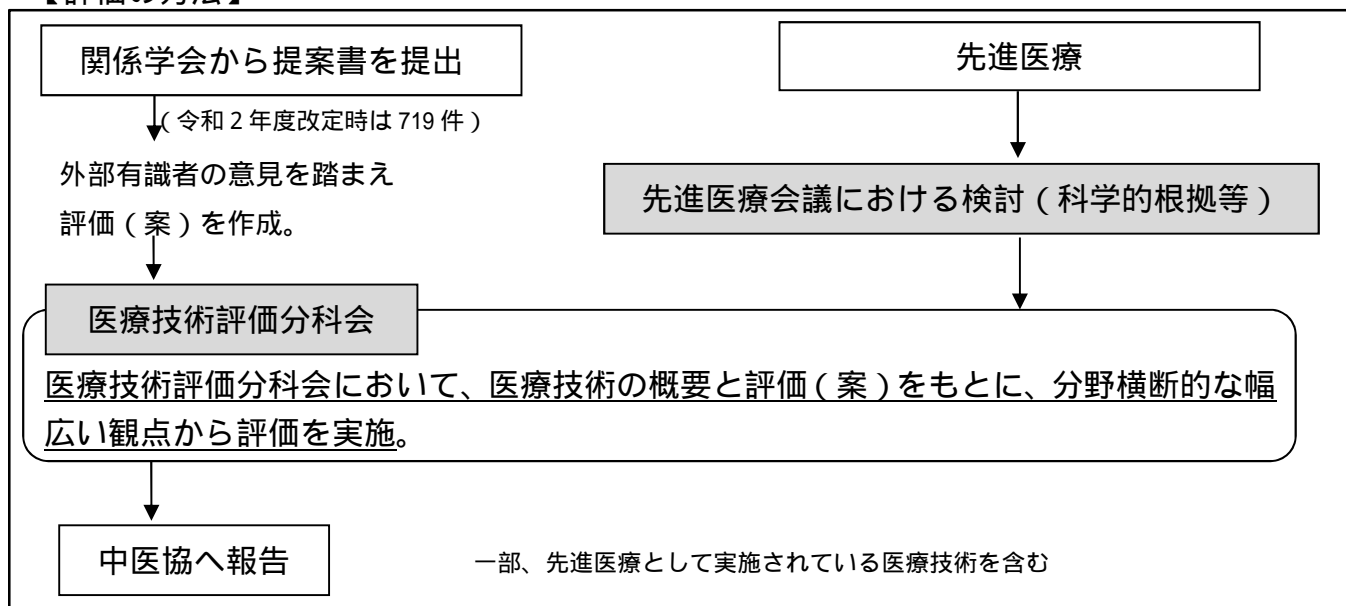 【評価の方法】
関係学会から提案書を提出
（令和２年度改定時は 719 件）
外部有識者の意見を踏まえ
評価（案）を作成。
先進医療
先進医療会議における検討（科学的根拠等）
医療技術評価分科会
医療技術評価分科会において、医療技術の概要と評価（案）をもとに、分野横断的な幅
広い観点から評価を実施。
中医協へ報告
一部、先進医療として実施されている医療技術を含む